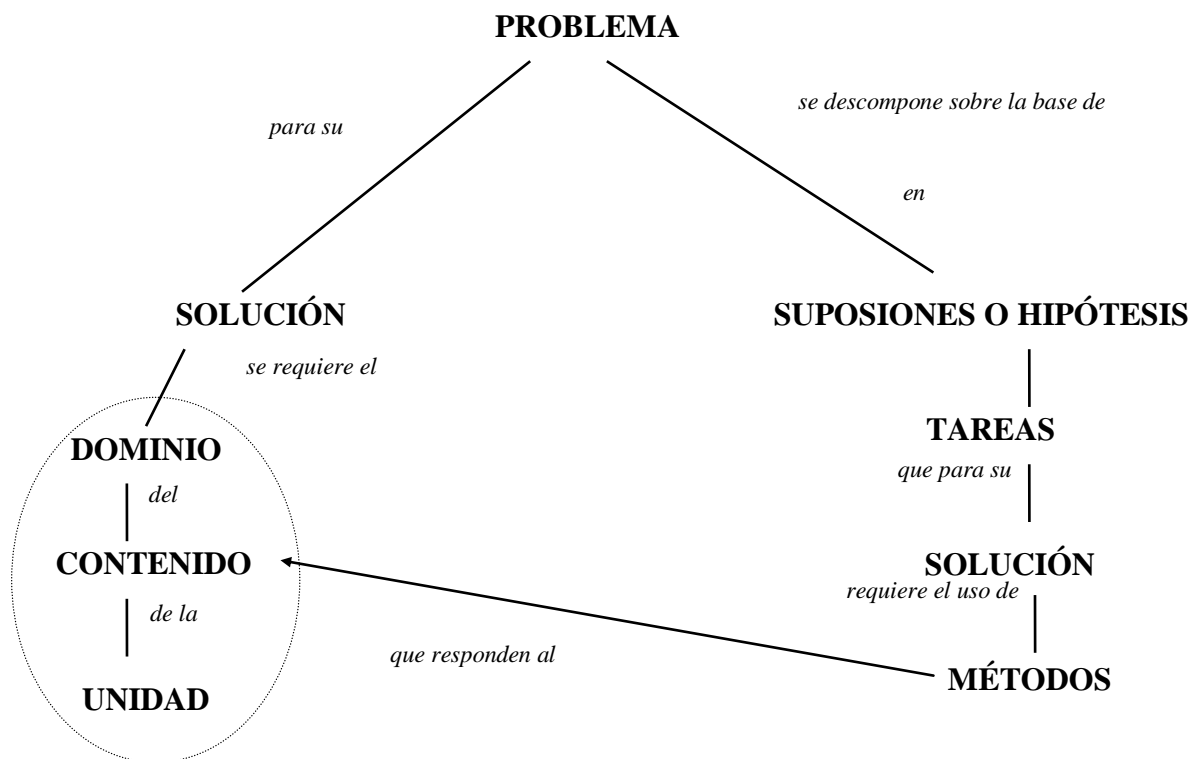 PROBLEMA
se descompone sobre la base de
para su
en
SOLUCIÓN
SUPOSIONES O HIPÓTESIS
se requiere el
DOMINIO
TAREAS
que para su
del
CONTENIDO
SOLUCIÓN
requiere el uso de
de la
que responden al
MÉTODOS
UNIDAD